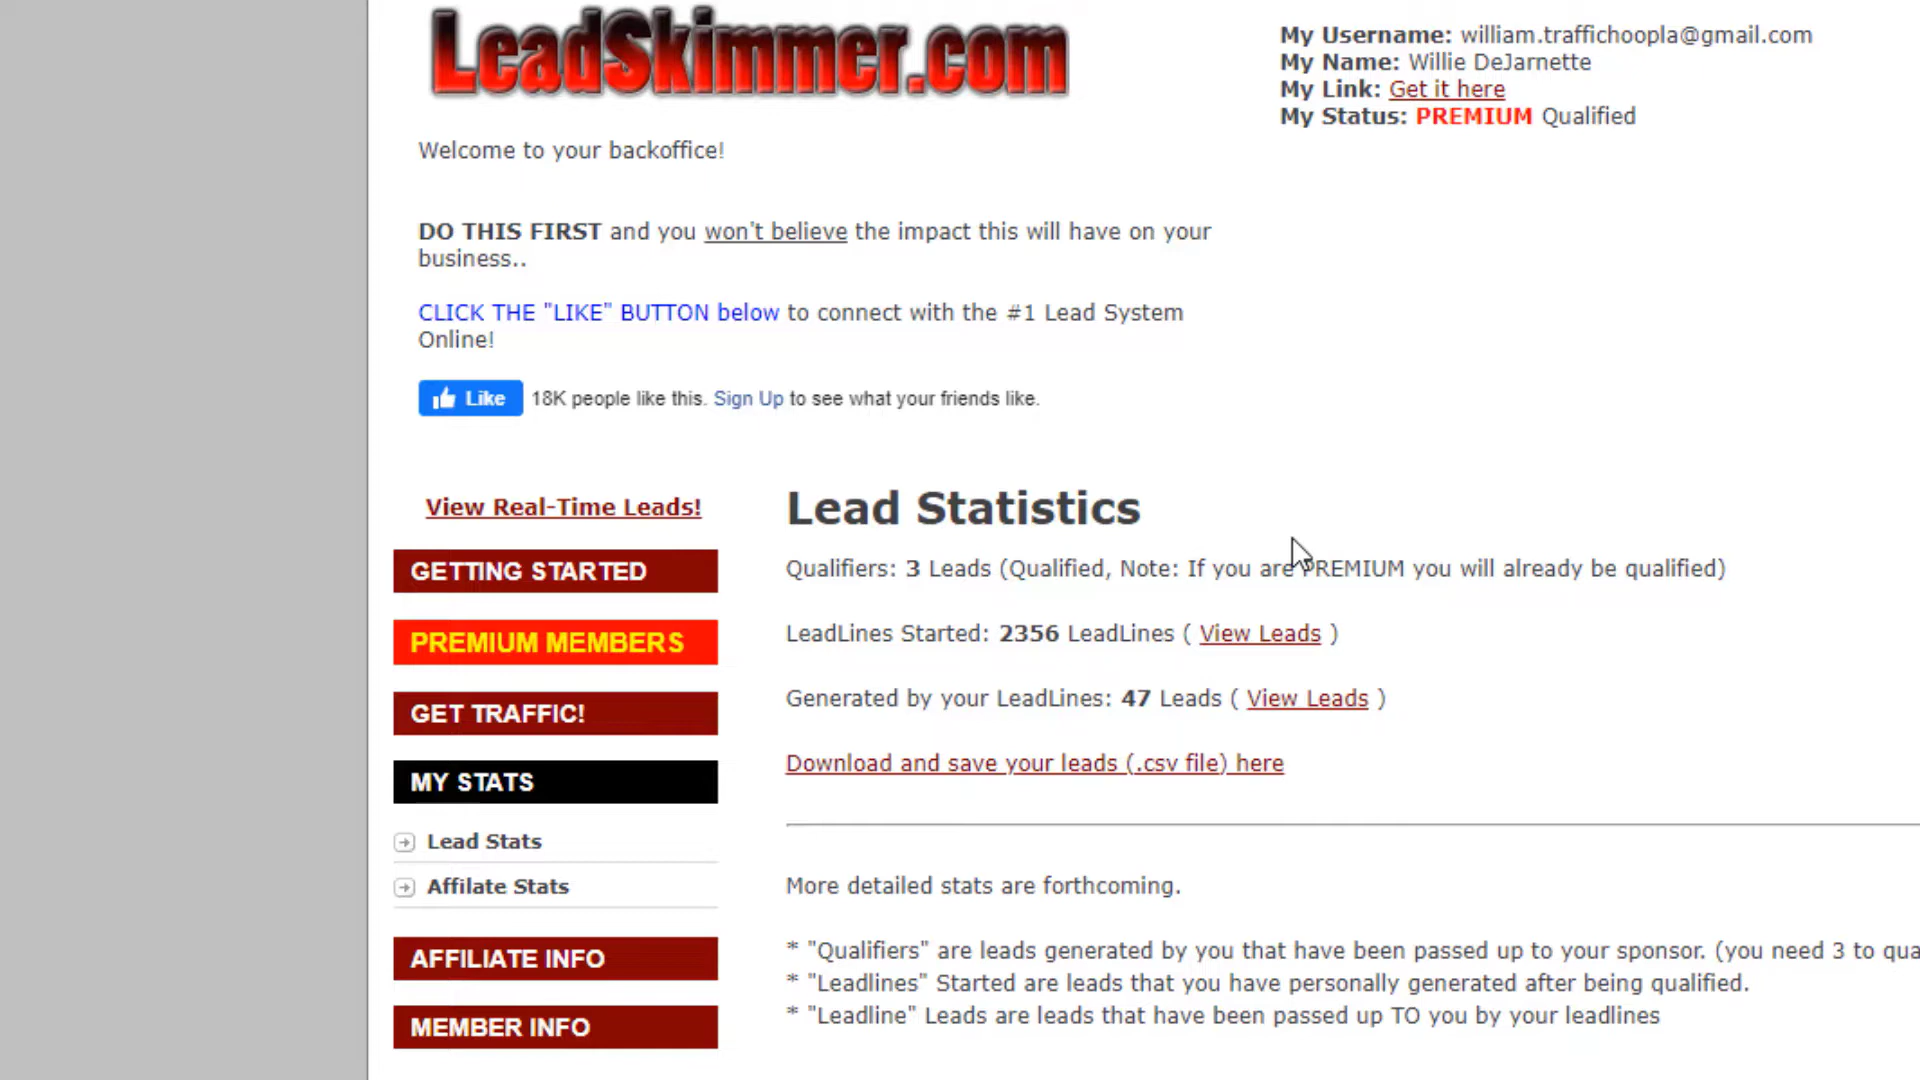 LeadSkimmer.com
My Username: william.traffichoopla@gmail.com
My Name: Willie DeJarnette
My Link: Get it here
My Status: PREMIUM Qualified
Welcome to your backoffice!
DO THIS FIRST and you won't believe the impact this will have on your
business..
CLICK THE "LIKE" BUTTON below to connect with the #1 Lead System
Online!
Like 18K people like this. Sign Up to see what your friends like.
View Real-Time Leads!
GETTING STARTED
PREMIUM MEMBERS
GET TRAFFIC!
MY STATS
Lead Stats
Affilate Stats
AFFILIATE INFO
MEMBER INFO
Lead Statistics
Qualifiers: 3 Leads (Qualified, Note: If you are PREMIUM you will already be qualified)
LeadLines Started: 2356 LeadLines ( View Leads )
Generated by your LeadLines: 47 Leads ( View Leads )
Download and save your leads (.csv file) here
More detailed stats are forthcoming.
* "Qualifiers" are leads generated by you that have been passed up to your sponsor. (you need 3 to qua
* "Leadlines" Started are leads that you have personally generated after being qualified.
* "Leadline" Leads are leads that have been passed up TO you by your leadlines